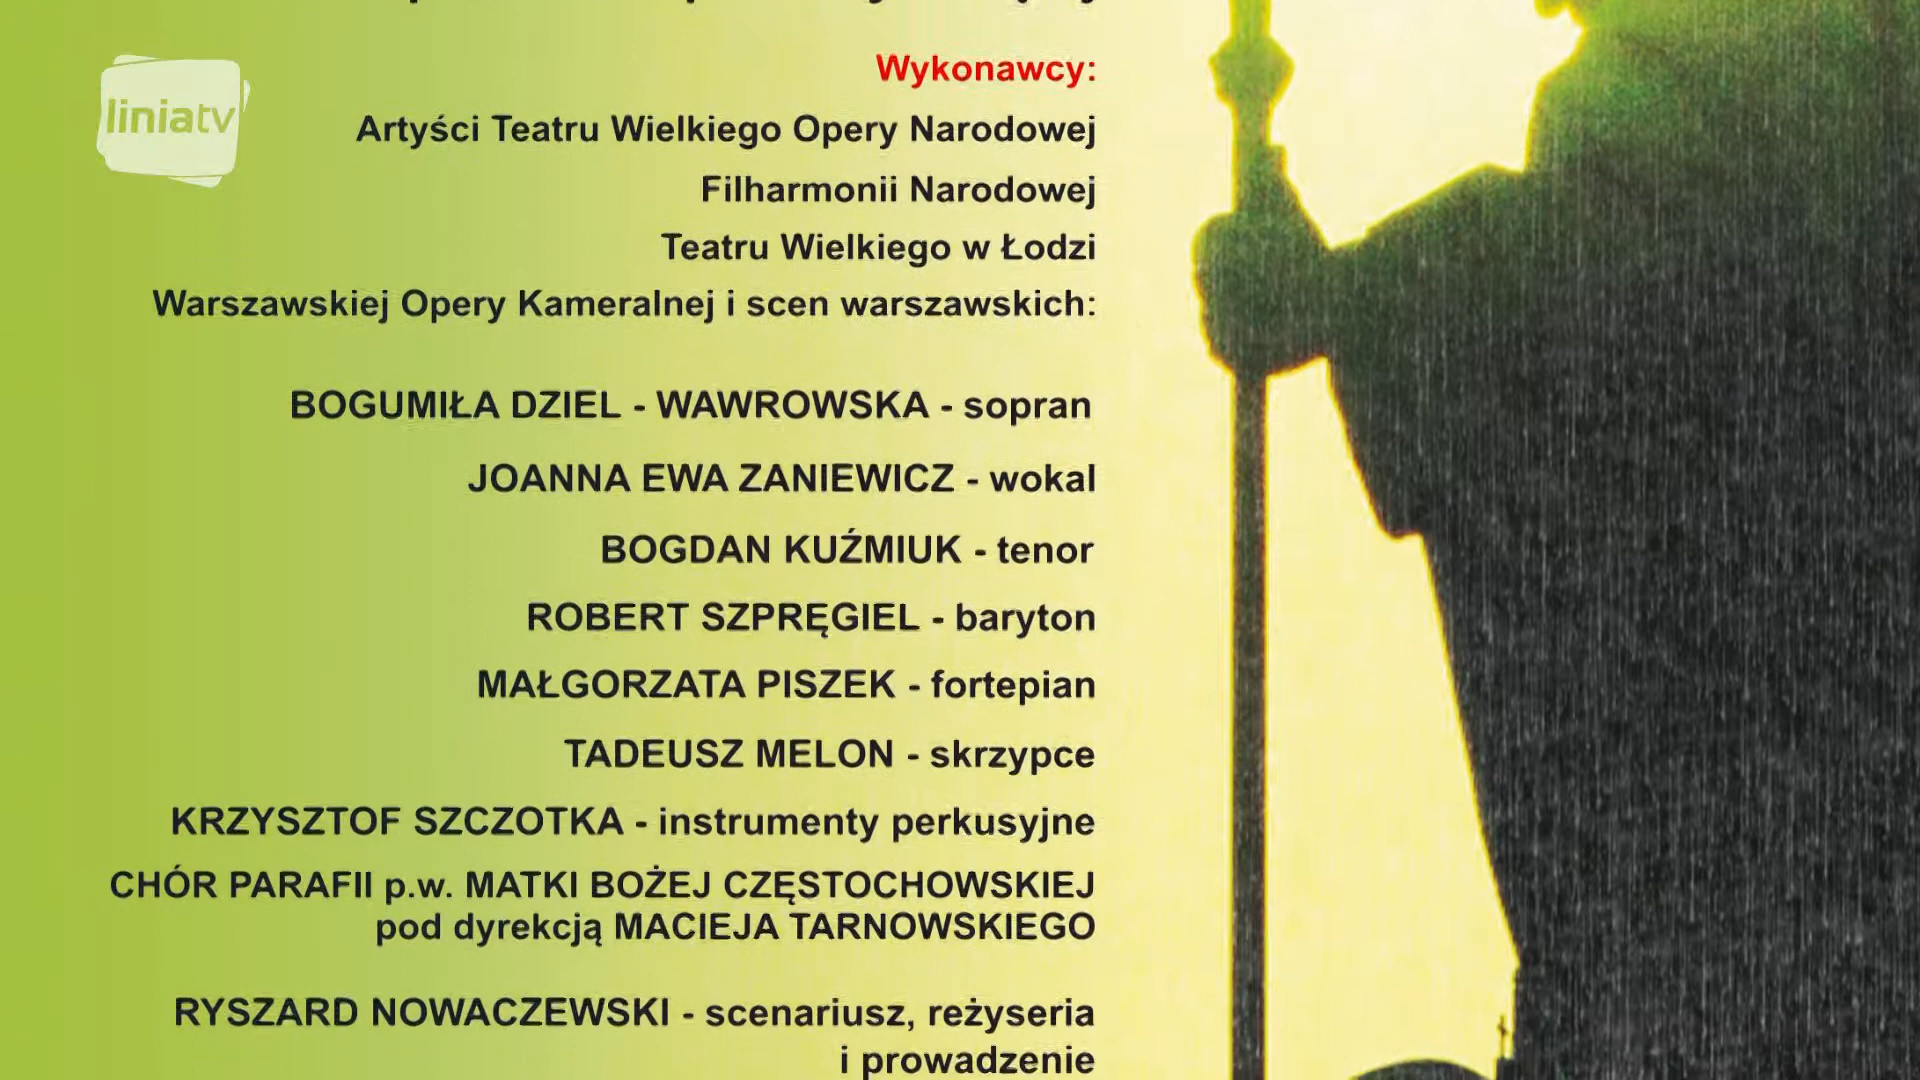 Wykonawcy:
liniatv
Artyści Teatru Wielkiego Opery Narodowej
Filharmonii Narodowej
Teatru Wielkiego w Łodzi
Warszawskiej Opery Kameralnej i scen warszawskich:
BOGUMIŁA DZIEL - WAWROWSKA - sopran
JOANNA EWA ZANIEWICZ - wokal
BOGDAN KUŹMIUK - tenor
ROBERT SZPRĘGIEL - baryton
MAŁGORZATA PISZEK - fortepian
TADEUSZ MELON - skrzypce
KRZYSZTOF SZCZOTKA - instrumenty perkusyjne
CHÓR PARAFII p.w. MATKI BOŻEJ CZĘSTOCHOWSKIEJ
pod dyrekcją MACIEJA TARNOWSKIEGO
RYSZARD NOWACZEWSKI - scenariusz, reżyseria
i prowadzenie